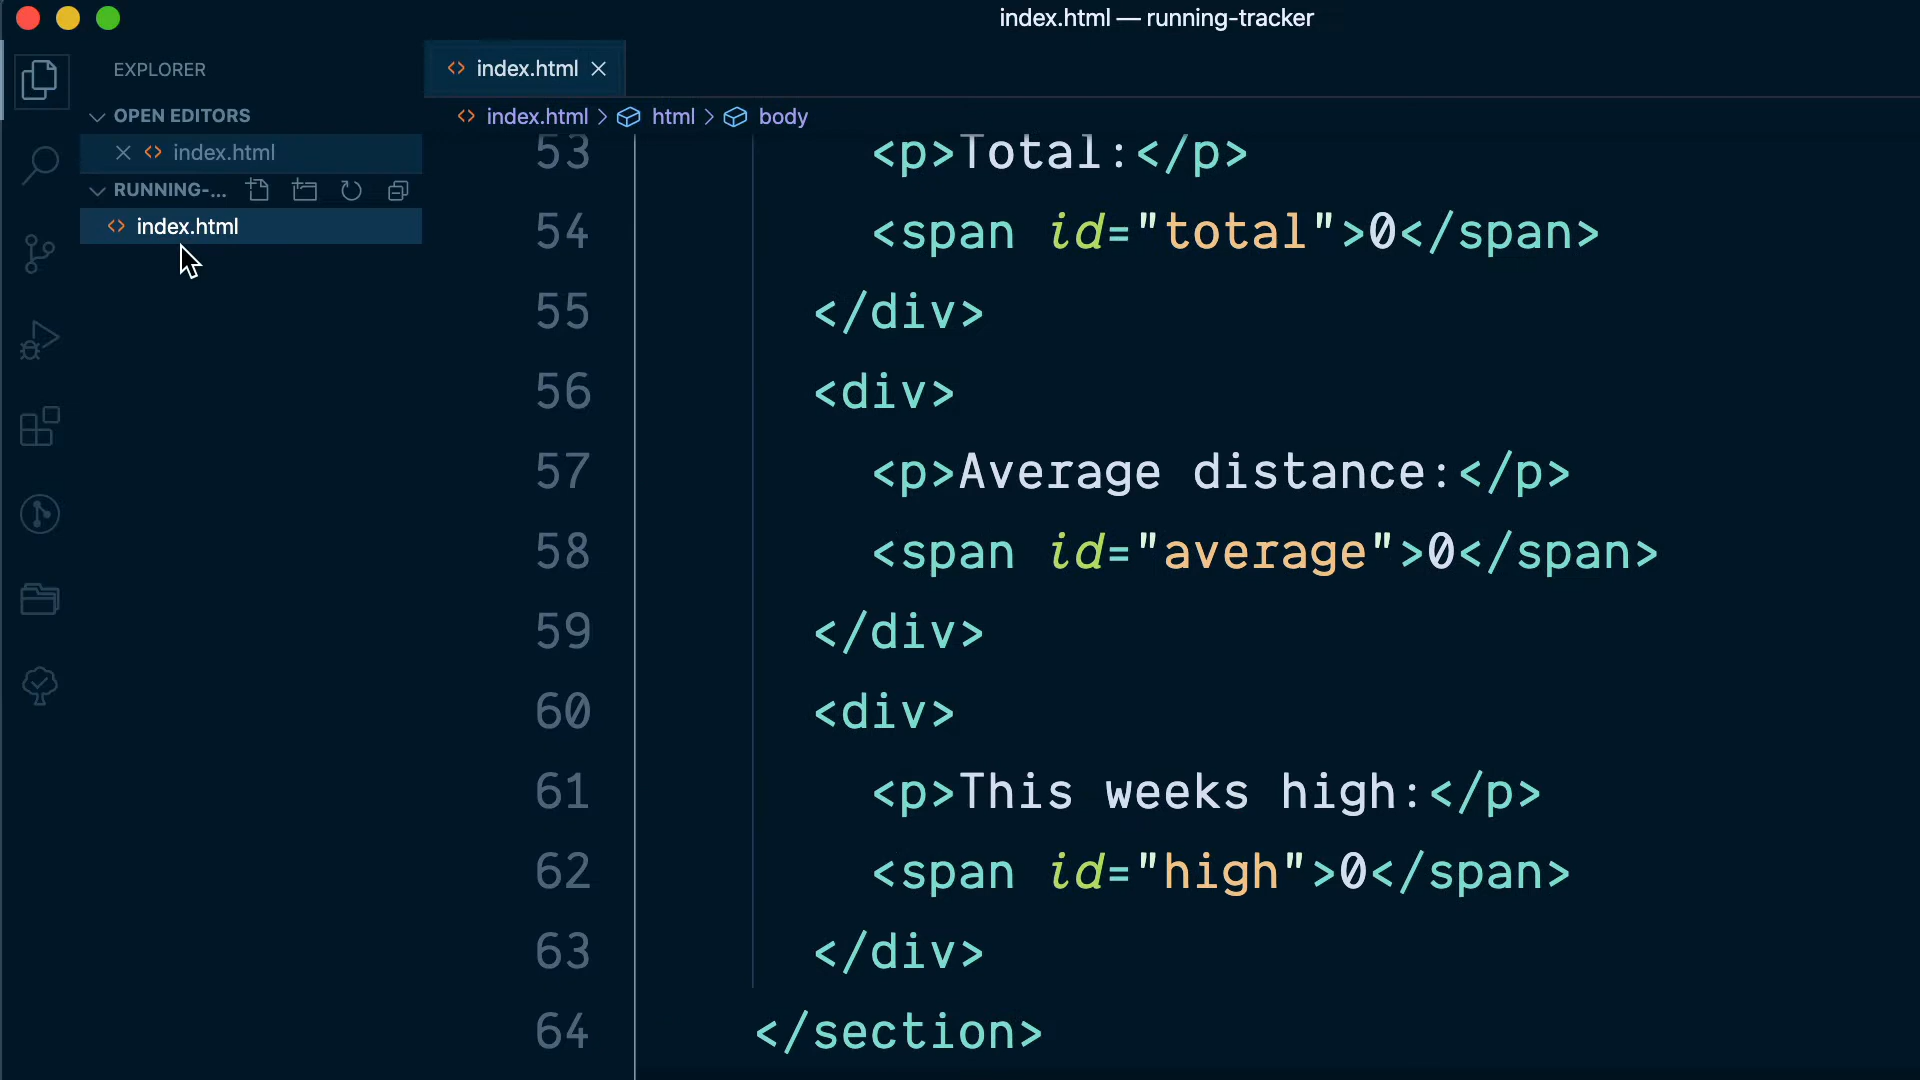 index.html — running-tracker
EXPLORER
index.html
OPEN EDITORS
index.html > html > body
index.html
RUNNING-...
index.html
53 <p>Total:</p>
54 <span id="total">0</span>
55 </div>
56 <div>
57 <p>Average distance:</p>
58 <span id="average">0</span>
59 </div>
60 <div>
61 <p>This weeks high:</p>
62 <span id="high">0</span>
63 </div>
64 </section>